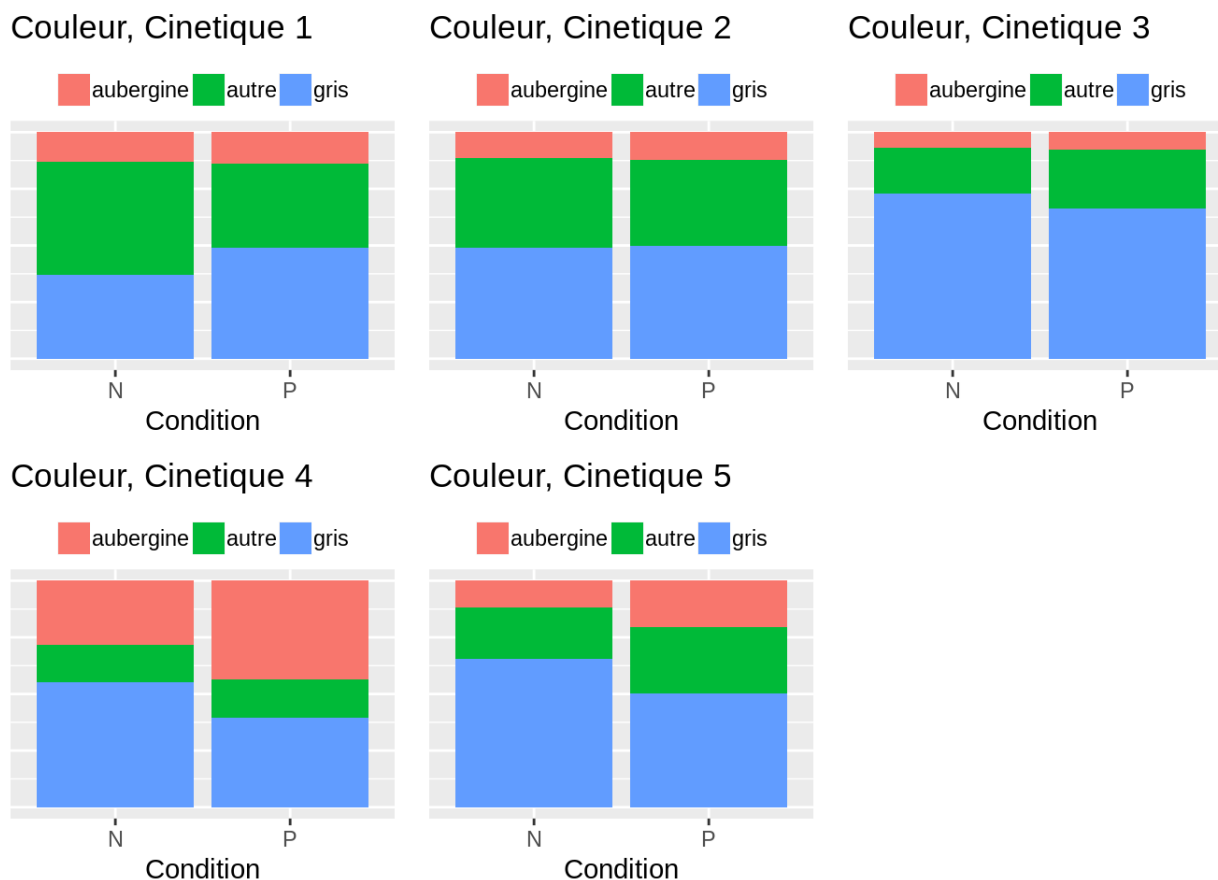 Couleur, Cinetique 1
aubergine autre gris
N P
Condition
Couleur, Cinetique 2
aubergine autre gris
N P
Condition
Couleur, Cinetique 3
aubergine autre gris
N P
Condition
Couleur, Cinetique 4
aubergine autre gris
N P
Condition
Couleur, Cinetique 5
aubergine autre gris
N P
Condition